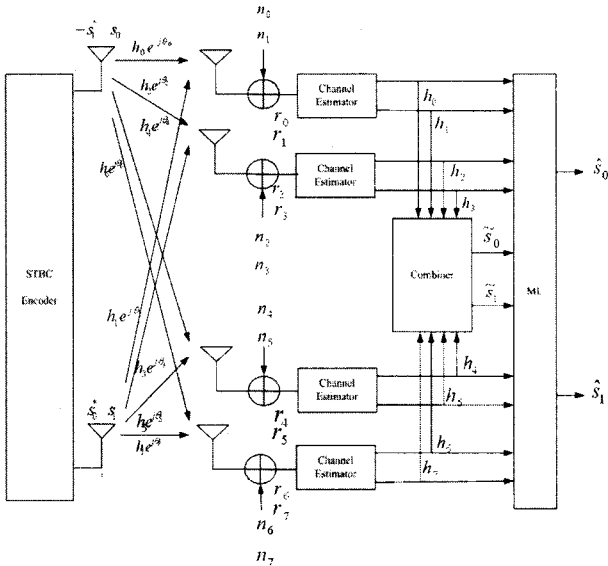 n₀
-s₁* s₀
h₀e^jθ₀
n₁
Channel
Estimator
r₀
h₀
r₁
h₁
Channel
Estimator
h₂
r₂
r₃
h₃
ŝ₀
n₂
s̃₀
n₃
STBC
Encoder
Combiner
ML
s̃₁
n₄
n₅
h₄
Channel
Estimator
h₅
r₄
r₅
ŝ₁
s₀* s₁
Channel
Estimator
r₆
r₇
n₆
n₇